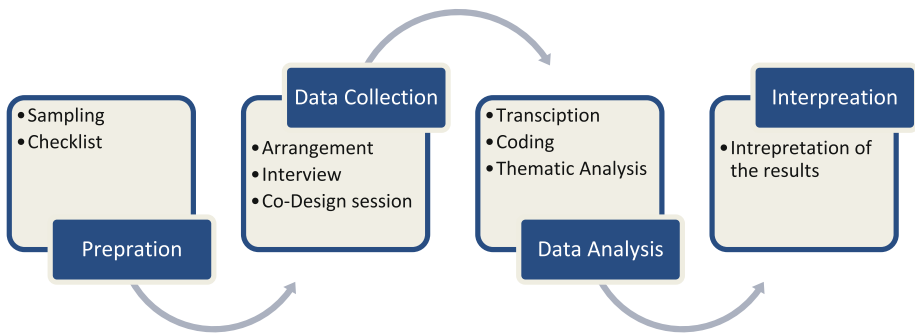 • Sampling
• Checklist
Prepration
Data Collection
• Arrangement
• Interview
• Co-Design session
• Transciption
• Coding
• Thematic Analysis
Data Analysis
Interpreation
• Intrepretation of
the results